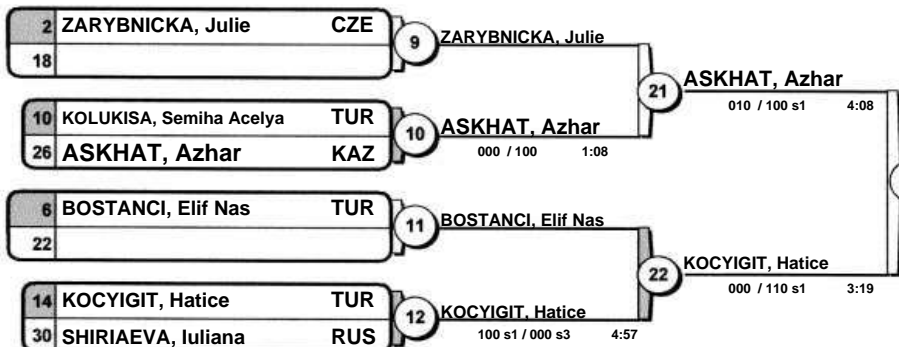 2 ZARYBNICKA, Julie CZE
18
9
ZARYBNICKA, Julie
10 KOLUKISA, Semiha Acelya TUR
26 ASKHAT, Azhar KAZ
10
ASKHAT, Azhar
000 / 100 1:08
21
ASKHAT, Azhar
010 / 100 s1 4:08
6 BOSTANCI, Elif Nas TUR
22
11
BOSTANCI, Elif Nas
14 KOCYIGIT, Hatice TUR
30 SHIRIAEVA, Iuliana RUS
12
KOCYIGIT, Hatice
100 s1 / 000 s3 4:57
22
KOCYIGIT, Hatice
000 / 110 s1 3:19